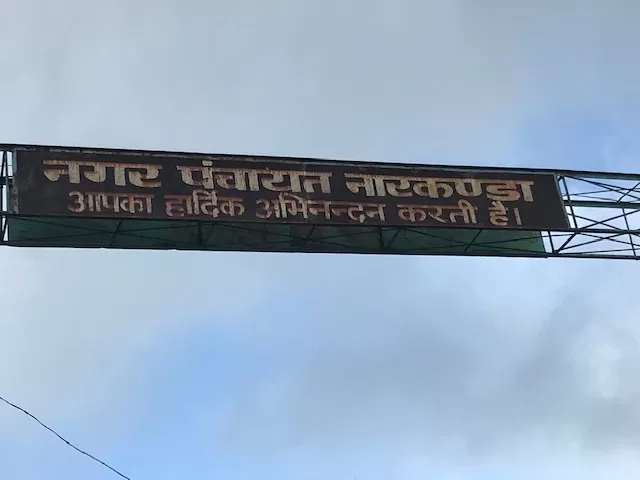 नगर पंचायत नारकण्डा
आपका हार्दिक अभिनन्दन करती है।